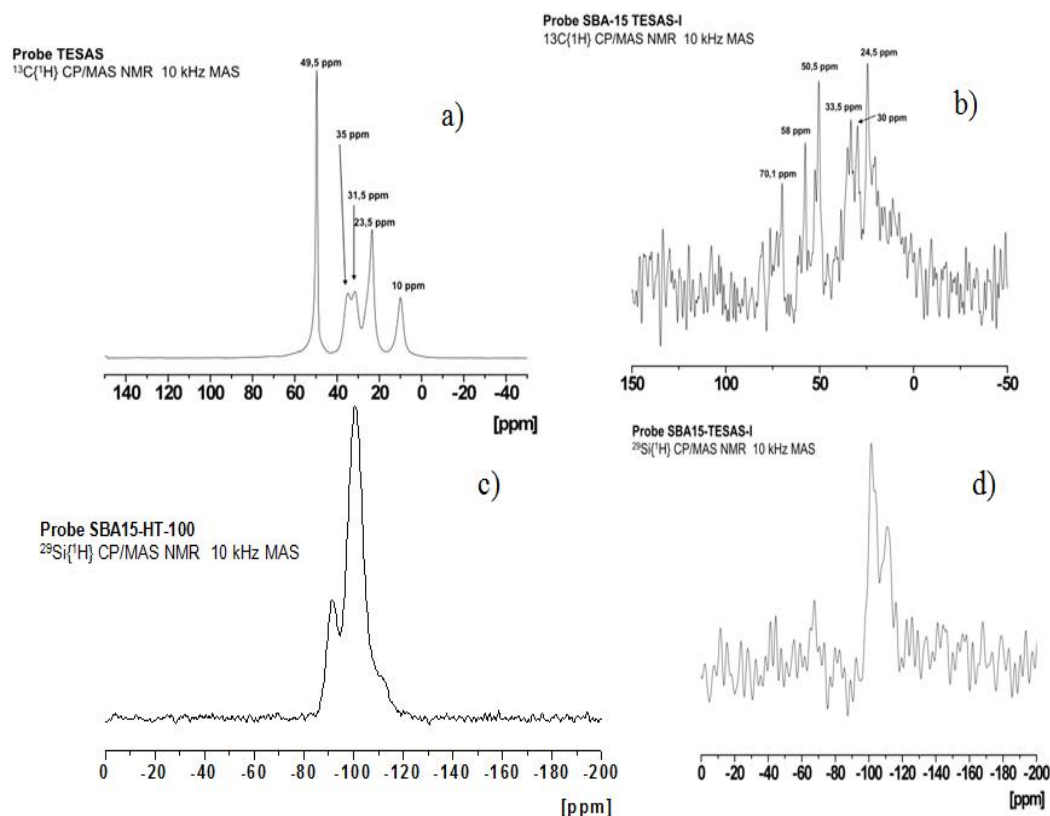 Probe TESAS
¹³C{¹H} CP/MAS NMR 10 kHz MAS
49,5 ppm
a)
35 ppm
31,5 ppm
23,5 ppm
10 ppm
140 120 100 80 60 40 20 0 -20 -40
[ppm]
Probe SBA-15 TESAS-I
13C{1H} CP/MAS NMR 10 kHz MAS
24,5 ppm
50,5 ppm
b)
33,5 ppm
30 ppm
58 ppm
70,1 ppm
150 100 50 0 -50
[ppm]
c)
Probe SBA15-HT-100
²⁹Si{¹H} CP/MAS NMR 10 kHz MAS
0 -20 -40 -60 -80 -100 -120 -140 -160 -180 -200
[ppm]
Probe SBA15-TESAS-I
²⁹Si{¹H} CP/MAS NMR 10 kHz MAS
d)
0 -20 -40 -60 -80 -100 -120 -140 -160 -180 -200
[ppm]